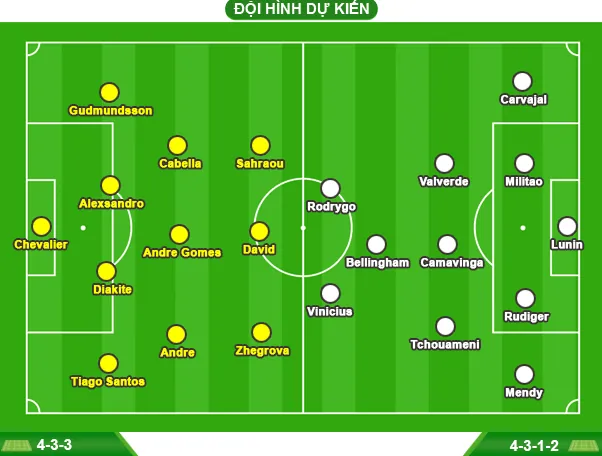 ĐỘI HÌNH DỰ KIẾN
Gudmundsson
Carvajal
Cabella
Sahraou
Valverde
Militao
Alexsandro
Rodrygo
Chevalier
Andre Gomes
David
Bellingham
Camavinga
Lunin
Diakite
Vinicius
Rudiger
Andre
Zhegrova
Tchouameni
Tiago Santos
Mendy
4-3-3
4-3-1-2